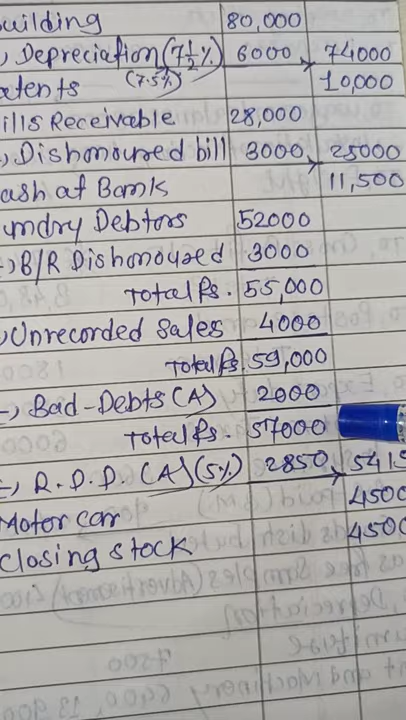 uilding 80,000
) Depreciation (7½%) 6000 74000
(7.5%)
atents 10,000
ills Receivable 28,000
) Dishonoured bill 3000 25000
ash at Bank 11,500
undry Debtors 52000
) B/R Dishonoured 3000
Total Rs. 55,000
) Unrecorded Sales 4000
Total Rs. 59,000
-) Bad-Debts (A) 2000
Total Rs. 57000
-) R.D.D. (A) (5%) 2850 5415
Motor car 4500
Closing stock 4500